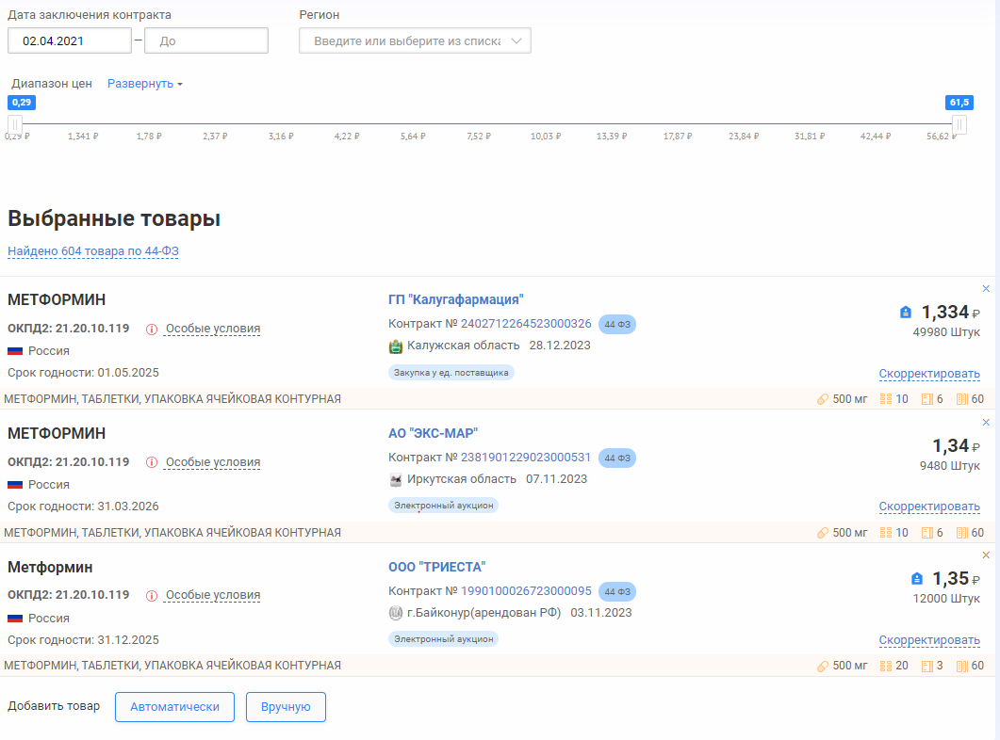 Дата заключения контракта Регион
02.04.2021 – До Введите или выберите из списка
Диапазон цен Развернуть
0,29 61,5
0,29 ₽ 1,341 ₽ 1,78 ₽ 2,37 ₽ 3,16 ₽ 4,22 ₽ 5,64 ₽ 7,52 ₽ 10,03 ₽ 13,39 ₽ 17,87 ₽ 23,84 ₽ 31,81 ₽ 42,44 ₽ 56,62 ₽
Выбранные товары
Найдено 604 товара по 44-ФЗ
МЕТФОРМИН ГП "Калугафармация" 1,334 ₽
ОКПД2: 21.20.10.119 Особые условия Контракт № 2402712264523000326 44 ФЗ 49980 Штук
Россия Калужская область 28.12.2023
Срок годности: 01.05.2025 Закупка у ед. поставщика Скорректировать
МЕТФОРМИН, ТАБЛЕТКИ, УПАКОВКА ЯЧЕЙКОВАЯ КОНТУРНАЯ 500 мг 10 6 60
МЕТФОРМИН АО "ЭКС-МАР" 1,34 ₽
ОКПД2: 21.20.10.119 Особые условия Контракт № 2381901229023000531 44 ФЗ 9480 Штук
Россия Иркутская область 07.11.2023
Срок годности: 31.03.2026 Электронный аукцион Скорректировать
МЕТФОРМИН, ТАБЛЕТКИ, УПАКОВКА ЯЧЕЙКОВАЯ КОНТУРНАЯ 500 мг 10 6 60
Метформин ООО "ТРИЕСТА" 1,35 ₽
ОКПД2: 21.20.10.119 Особые условия Контракт № 1990100026723000095 44 ФЗ 12000 Штук
Россия г.Байконур(арендован РФ) 03.11.2023
Срок годности: 31.12.2025 Электронный аукцион Скорректировать
МЕТФОРМИН, ТАБЛЕТКИ, УПАКОВКА ЯЧЕЙКОВАЯ КОНТУРНАЯ 500 мг 20 3 60
Добавить товар Автоматически Вручную